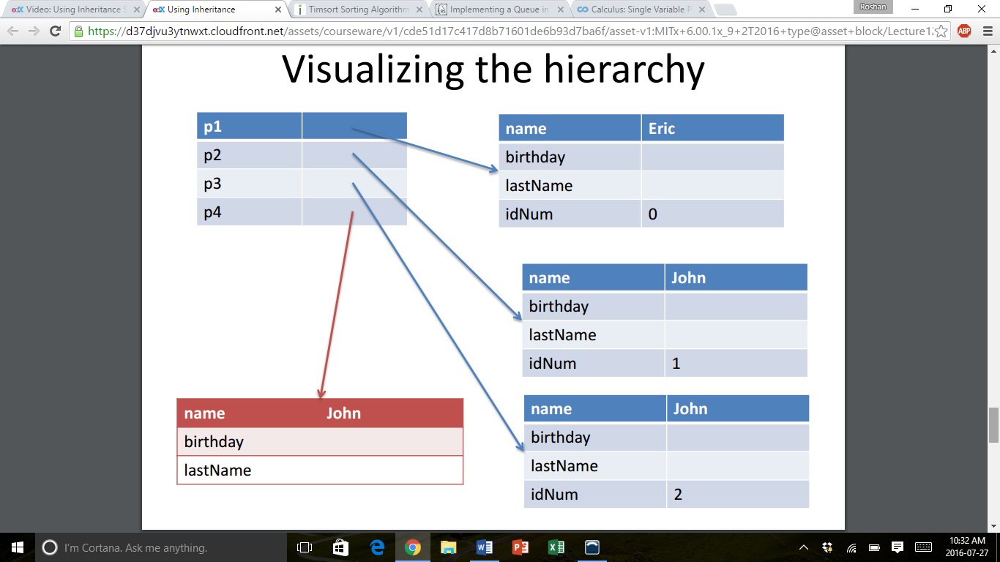 Video: Using Inheritance S
Using Inheritance
Timsort Sorting Algorithm
Implementing a Queue in
Calculus: Single Variable P
Roshan
https://d37djvu3ytnwxt.cloudfront.net/assets/courseware/v1/cde51d17c417d8b71601de6b93d7ba6f/asset-v1:MITx+6.00.1x_9+2T2016+type@asset+block/Lecture12
ABP
Visualizing the hierarchy
p1
p2
p3
p4
name Eric
birthday
lastName
idNum 0
name John
birthday
lastName
idNum 1
name John
birthday
lastName
name John
birthday
lastName
idNum 2
I'm Cortana. Ask me anything.
10:32 AM
2016-07-27